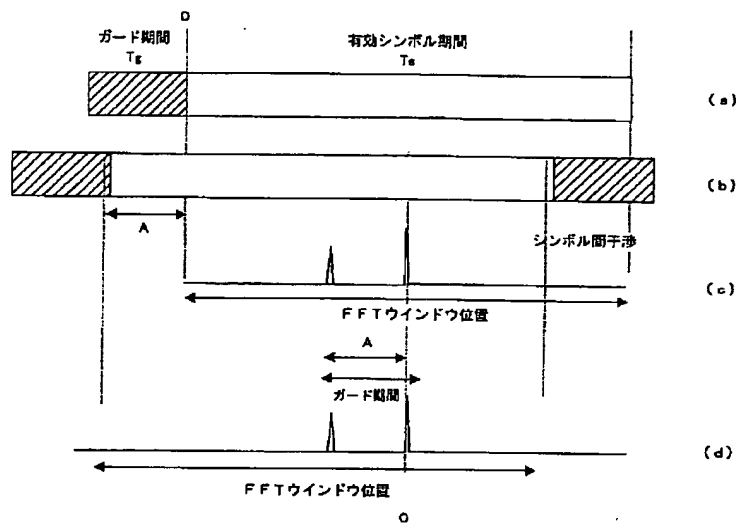 D
ガード期間
Tg
有効シンボル期間
Ts
(a)
(b)
A
シンボル間干渉
(c)
FFTウインドウ位置
A
ガード期間
(d)
FFTウインドウ位置
O